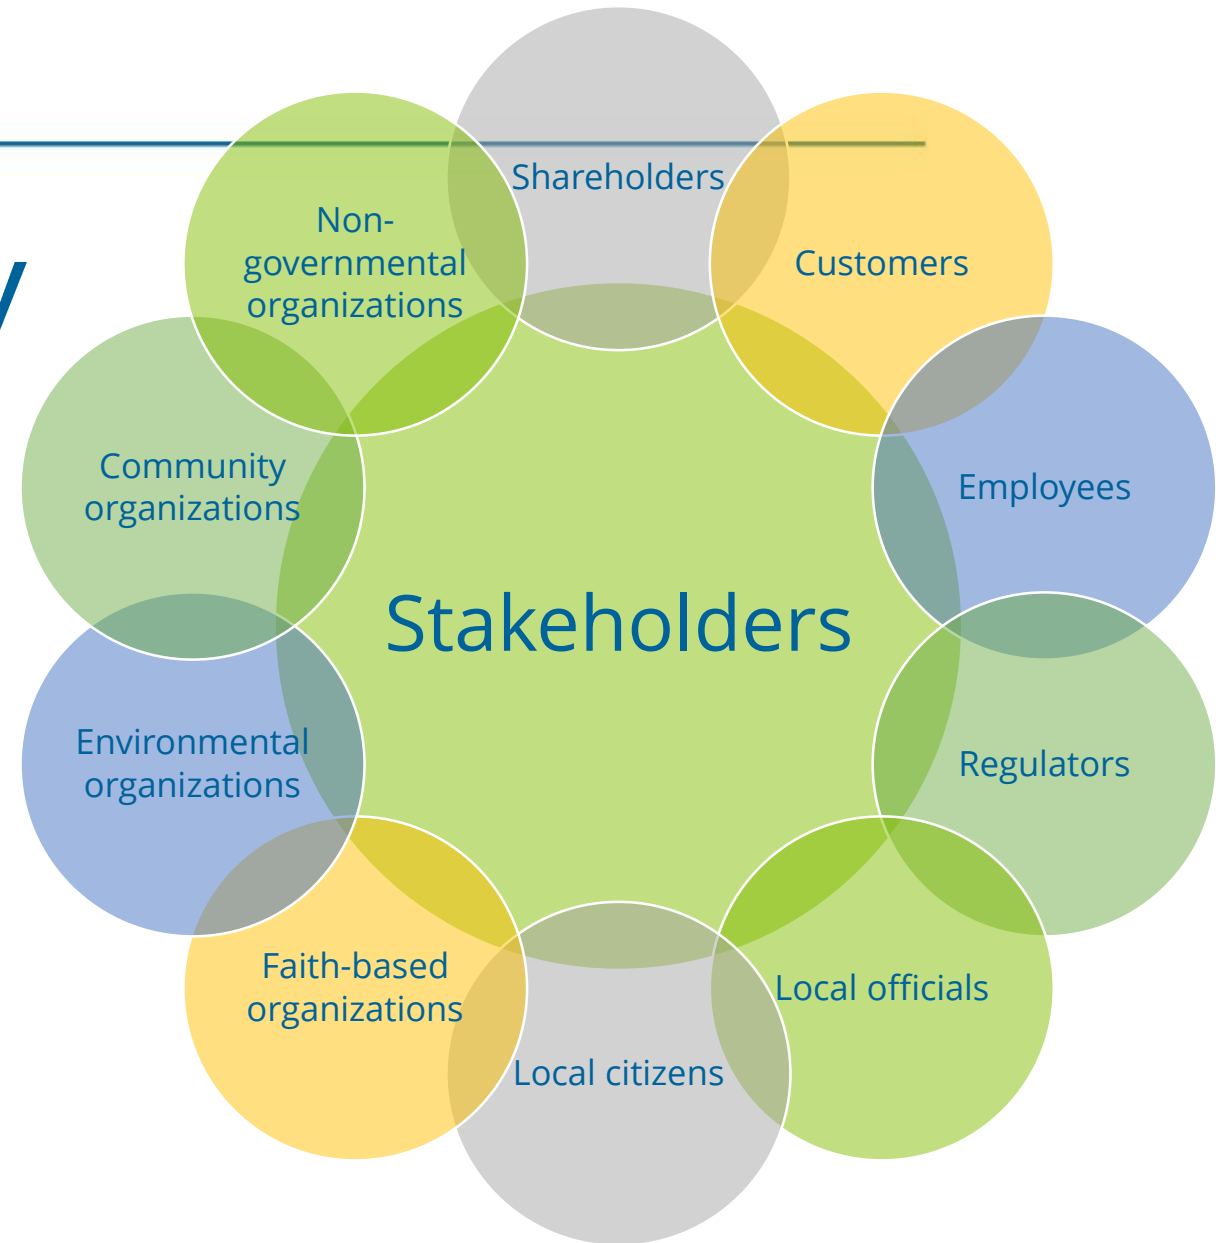 Shareholders
Customers
Employees
Regulators
Local officials
Local citizens
Faith-based
organizations
Environmental
organizations
Community
organizations
Non-
governmental
organizations
Stakeholders